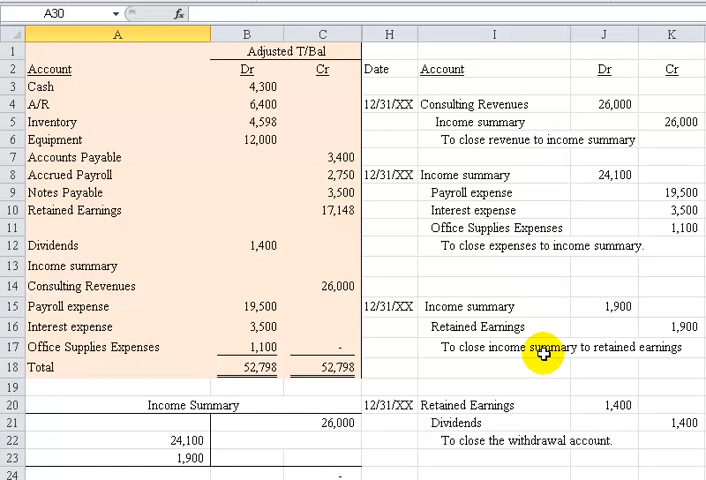 A30 fx
A B C H I J K
1 Adjusted T/Bal
2 Account Dr Cr Date Account Dr Cr
3 Cash 4,300
4 A/R 6,400 12/31/XX Consulting Revenues 26,000
5 Inventory 4,598 Income summary 26,000
6 Equipment 12,000 To close revenue to income summary
7 Accounts Payable 3,400
8 Accrued Payroll 2,750 12/31/XX Income summary 24,100
9 Notes Payable 3,500 Payroll expense 19,500
10 Retained Earnings 17,148 Interest expense 3,500
11 Office Supplies Expenses 1,100
12 Dividends 1,400 To close expenses to income summary.
13 Income summary
14 Consulting Revenues 26,000
15 Payroll expense 19,500 12/31/XX Income summary 1,900
16 Interest expense 3,500 Retained Earnings 1,900
17 Office Supplies Expenses 1,100 - To close income summary to retained earnings
18 Total 52,798 52,798
19
20 Income Summary 12/31/XX Retained Earnings 1,400
21 26,000 Dividends 1,400
22 24,100 To close the withdrawal account.
23 1,900
24 -